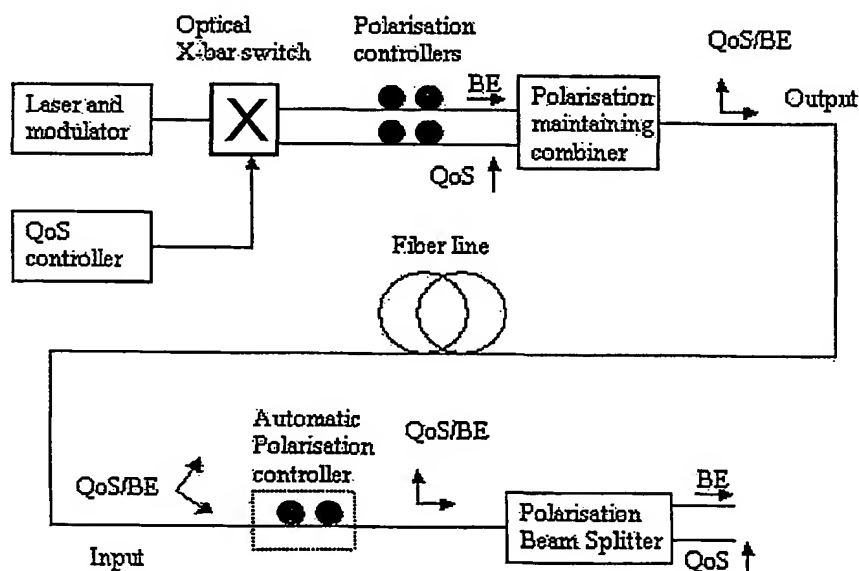 Optical
X-bar switch
Polarisation
controllers
QoS/BE
Laser and
modulator
X
BE
Polarisation
maintaining
combiner
Output
QoS
QoS
controller
Fiber line
Automatic
Polarisation
controller
QoS/BE
QoS/BE
Input
Polarisation
Beam Splitter
BE
QoS